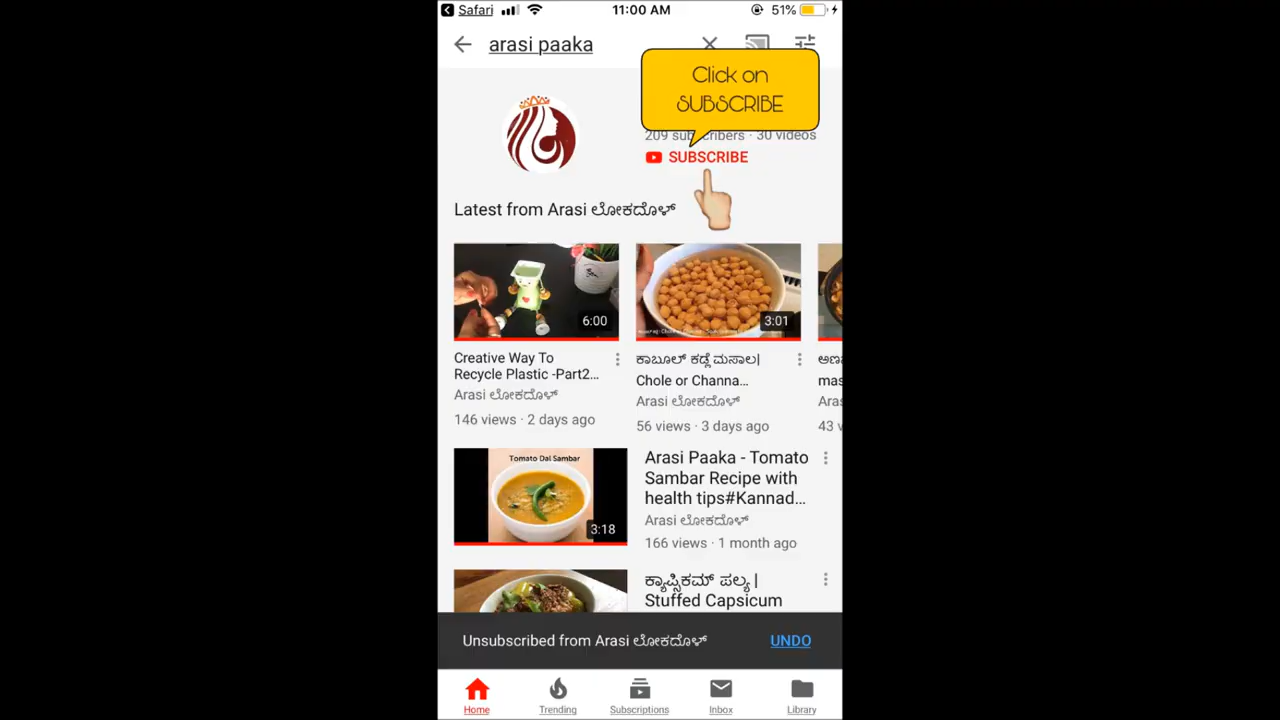 Safari 11:00 AM 51%
arasi paaka
Click on
SUBSCRIBE
209 subscribers · 30 videos
SUBSCRIBE
Latest from Arasi ಲೋಕದೊಳ್
6:00
3:01
Creative Way To
Recycle Plastic -Part2...
Arasi ಲೋಕದೊಳ್
146 views · 2 days ago
ಕಾಬೂಲ್ ಕಡ್ಲೆ ಮಸಾಲ|
Chole or Channa...
Arasi ಲೋಕದೊಳ್
56 views · 3 days ago
mas
Aras
43 v
Tomato Dal Sambar
3:18
Arasi Paaka - Tomato
Sambar Recipe with
health tips#Kannad...
Arasi ಲೋಕದೊಳ್
166 views · 1 month ago
ಕ್ಯಾಪ್ಸಿಕಮ್ ಪಲ್ಯ |
Stuffed Capsicum
Unsubscribed from Arasi ಲೋಕದೊಳ್ UNDO
Home Trending Subscriptions Inbox Library